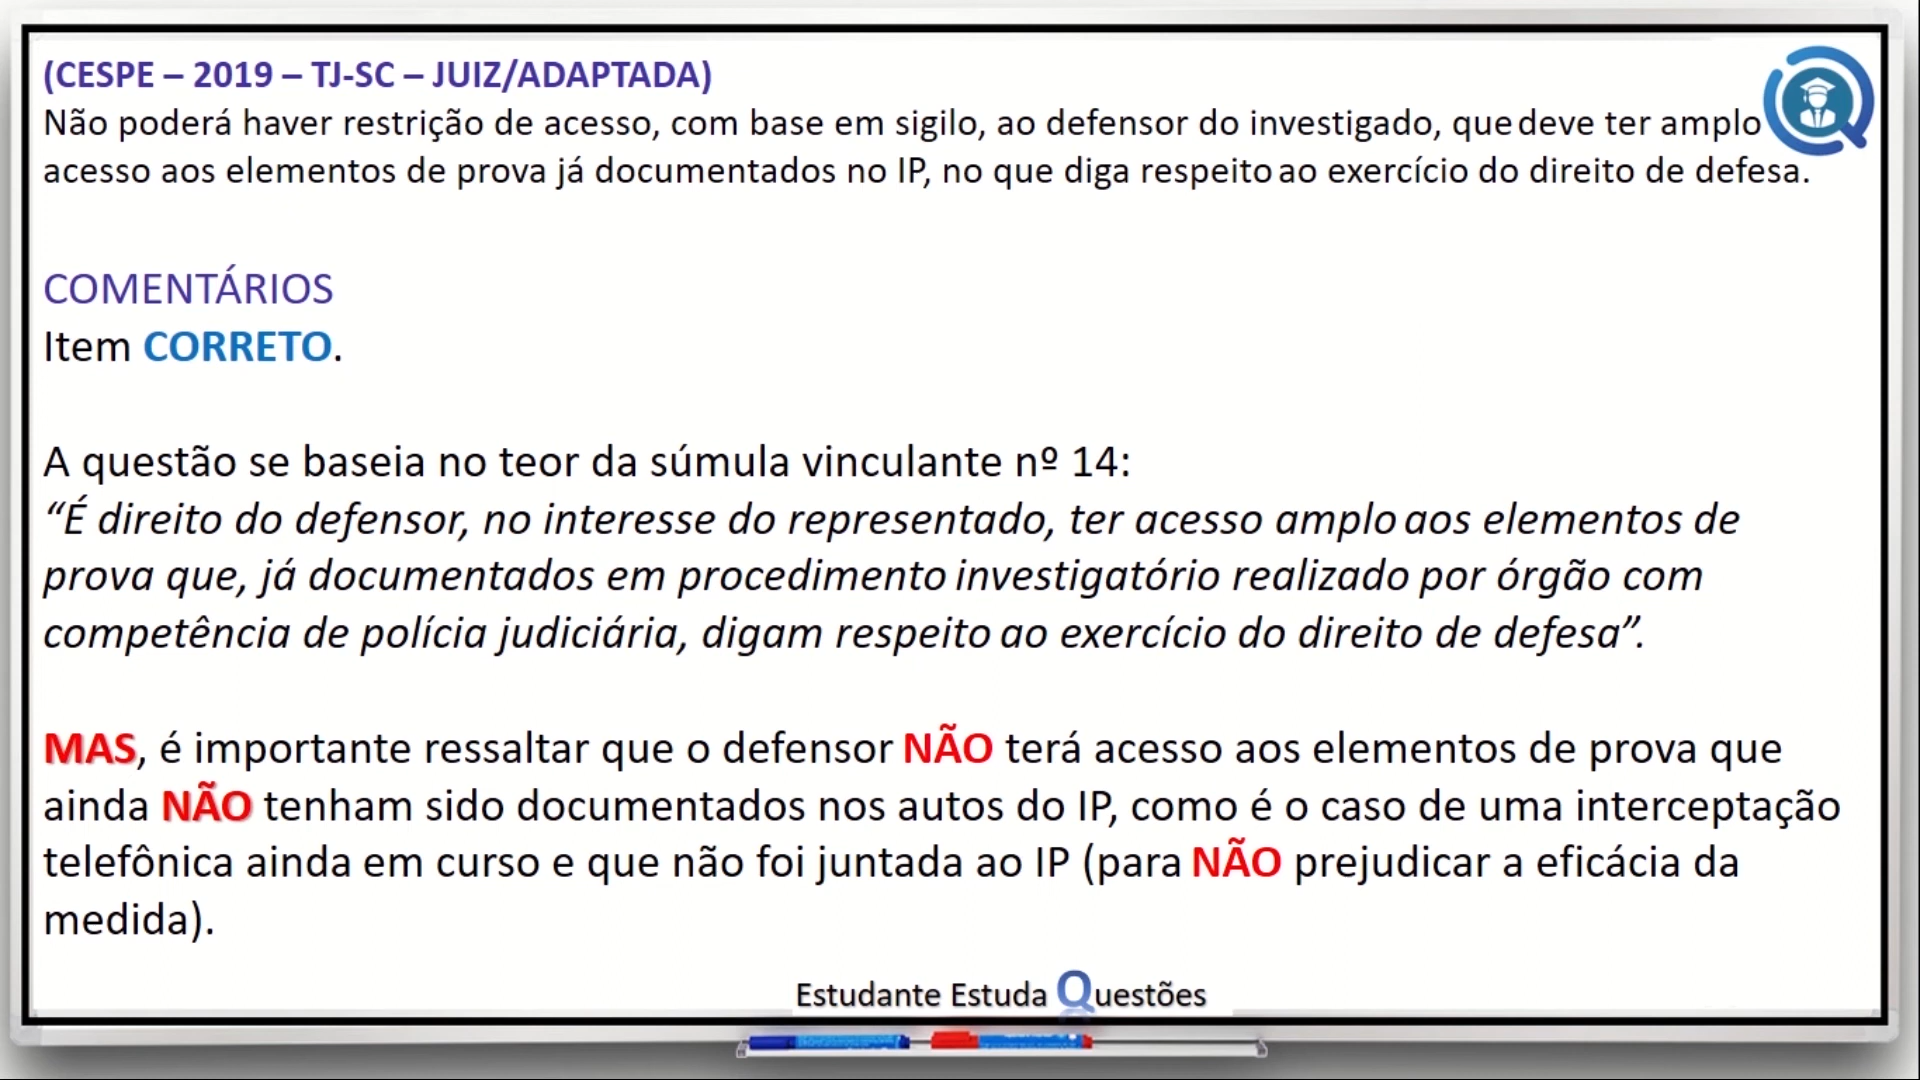 (CESPE – 2019 – TJ-SC – JUIZ/ADAPTADA)
Não poderá haver restrição de acesso, com base em sigilo, ao defensor do investigado, que deve ter amplo
acesso aos elementos de prova já documentados no IP, no que diga respeito ao exercício do direito de defesa.
COMENTÁRIOS
Item CORRETO.
A questão se baseia no teor da súmula vinculante nº 14:
“É direito do defensor, no interesse do representado, ter acesso amplo aos elementos de
prova que, já documentados em procedimento investigatório realizado por órgão com
competência de polícia judiciária, digam respeito ao exercício do direito de defesa”.
MAS, é importante ressaltar que o defensor NÃO terá acesso aos elementos de prova que
ainda NÃO tenham sido documentados nos autos do IP, como é o caso de uma interceptação
telefônica ainda em curso e que não foi juntada ao IP (para NÃO prejudicar a eficácia da
medida).
Estudante Estuda Questões